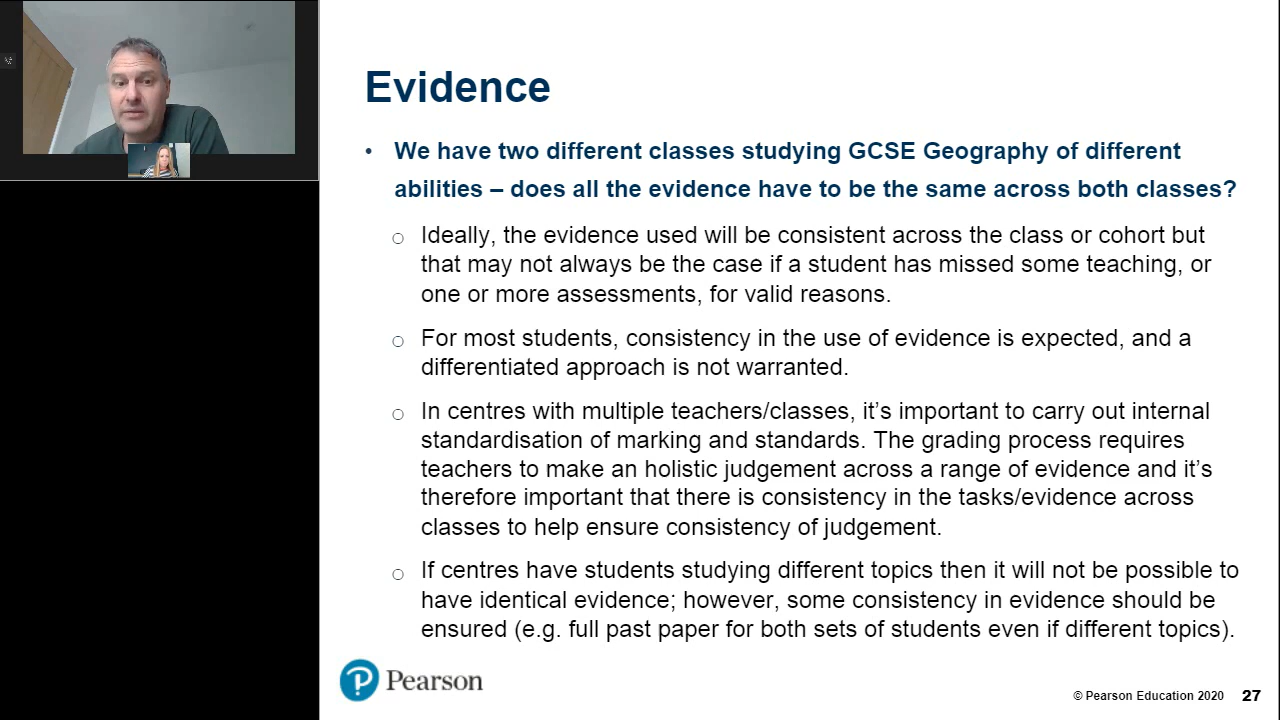 Evidence
• We have two different classes studying GCSE Geography of different
abilities – does all the evidence have to be the same across both classes?
○ Ideally, the evidence used will be consistent across the class or cohort but
that may not always be the case if a student has missed some teaching, or
one or more assessments, for valid reasons.
○ For most students, consistency in the use of evidence is expected, and a
differentiated approach is not warranted.
○ In centres with multiple teachers/classes, it’s important to carry out internal
standardisation of marking and standards. The grading process requires
teachers to make an holistic judgement across a range of evidence and it’s
therefore important that there is consistency in the tasks/evidence across
classes to help ensure consistency of judgement.
○ If centres have students studying different topics then it will not be possible to
have identical evidence; however, some consistency in evidence should be
ensured (e.g. full past paper for both sets of students even if different topics).
Pearson
© Pearson Education 2020 27